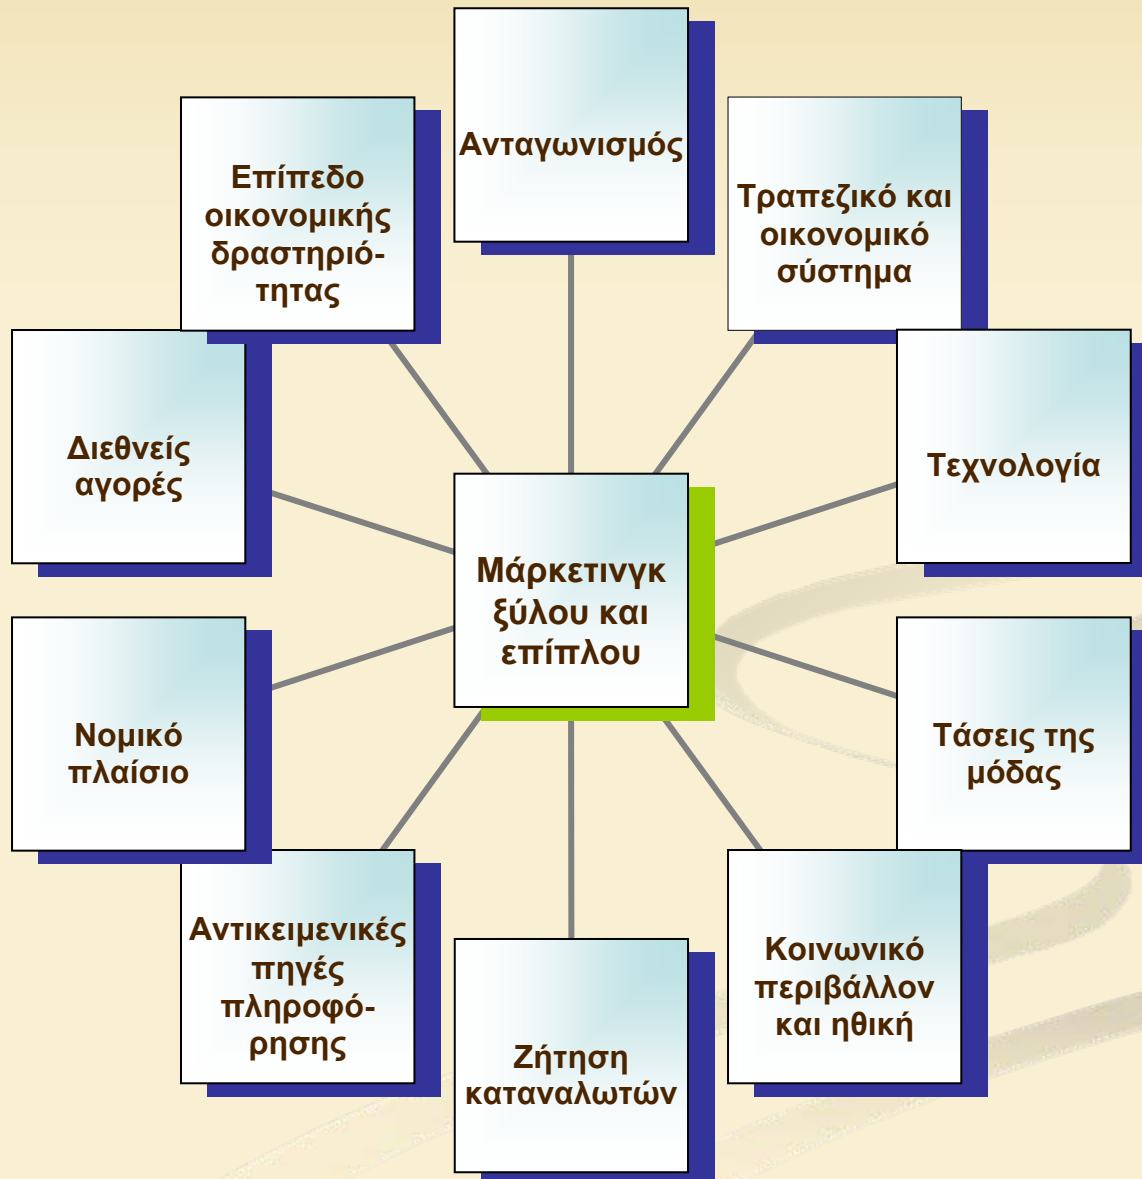 Ανταγωνισμός
Τραπεζικό και
οικονομικό
σύστημα
Τεχνολογία
Τάσεις της
μόδας
Κοινωνικό
περιβάλλον
και ηθική
Ζήτηση
καταναλωτών
Αντικειμενικές
πηγές
πληροφό-
ρησης
Νομικό
πλαίσιο
Διεθνείς
αγορές
Επίπεδο
οικονομικής
δραστηριό-
τητας
Μάρκετινγκ
ξύλου και
επίπλου